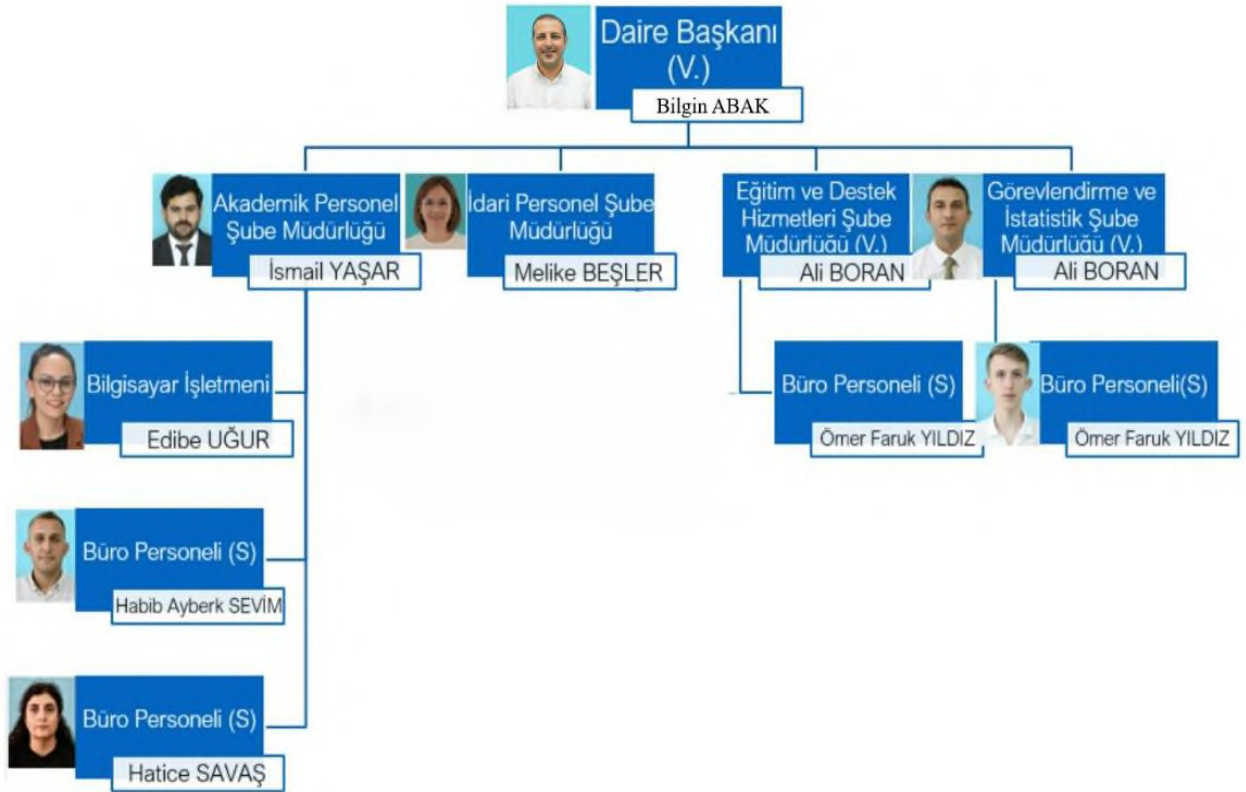 Daire Başkanı
(V.)
Bilgin ABAK
Akademik Personel
Şube Müdürlüğü
İsmail YAŞAR
İdari Personel Şube
Müdürlüğü
Melike BEŞLER
Eğitim ve Destek
Hizmetleri Şube
Müdürlüğü (V.)
Ali BORAN
Görevlendirme ve
İstatistik Şube
Müdürlüğü (V.)
Ali BORAN
Bilgisayar İşletmeni
Edibe UĞUR
Büro Personeli (S)
Ömer Faruk YILDIZ
Büro Personeli(S)
Ömer Faruk YILDIZ
Büro Personeli (S)
Habib Ayberk SEVİM
Büro Personeli (S)
Hatice SAVAŞ